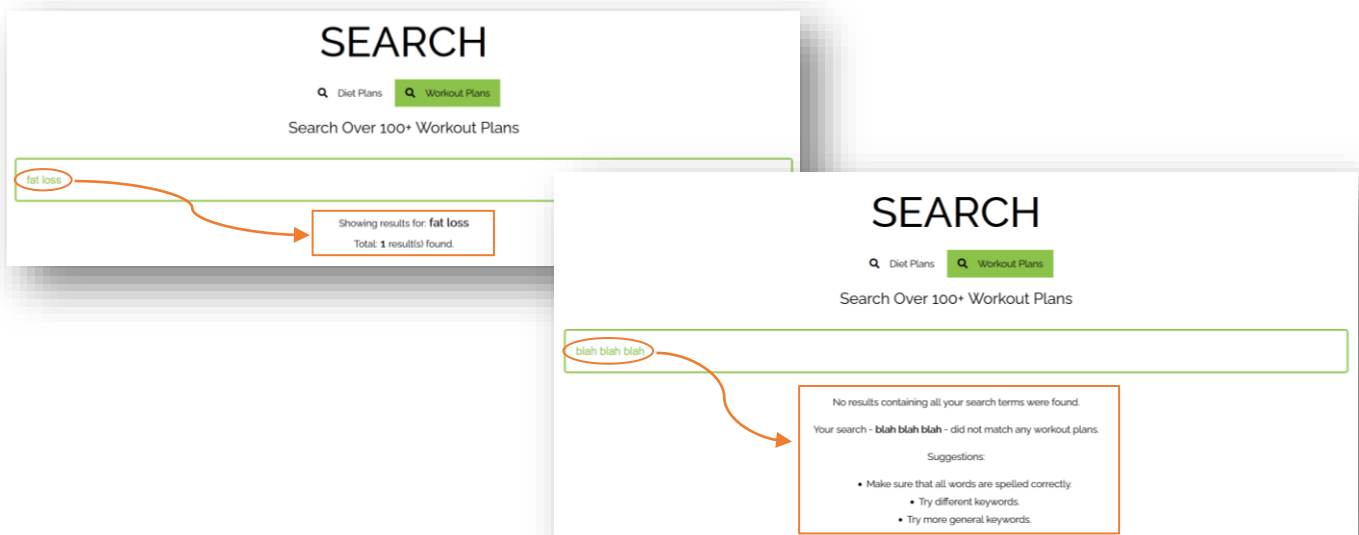 SEARCH
Diet Plans Workout Plans
Search Over 100+ Workout Plans
fat loss
Showing results for: fat loss
Total: 1 result(s) found.
SEARCH
Diet Plans Workout Plans
Search Over 100+ Workout Plans
blah blah blah
No results containing all your search terms were found.
Your search - blah blah blah - did not match any workout plans.
Suggestions:
• Make sure that all words are spelled correctly.
• Try different keywords.
• Try more general keywords.